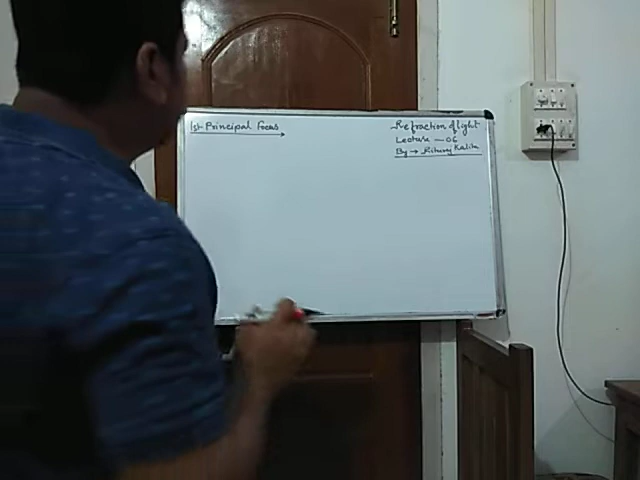 1st Principal Focus
Refraction of light
Lecture — 06
By → Rituraj Kalita